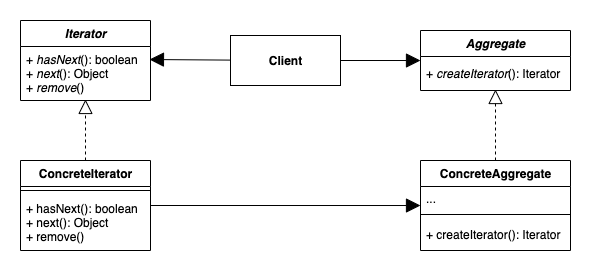 Iterator
+ hasNext(): boolean
+ next(): Object
+ remove()
Client
Aggregate
+ createIterator(): Iterator
ConcreteIterator
+ hasNext(): boolean
+ next(): Object
+ remove()
ConcreteAggregate
...
+ createIterator(): Iterator